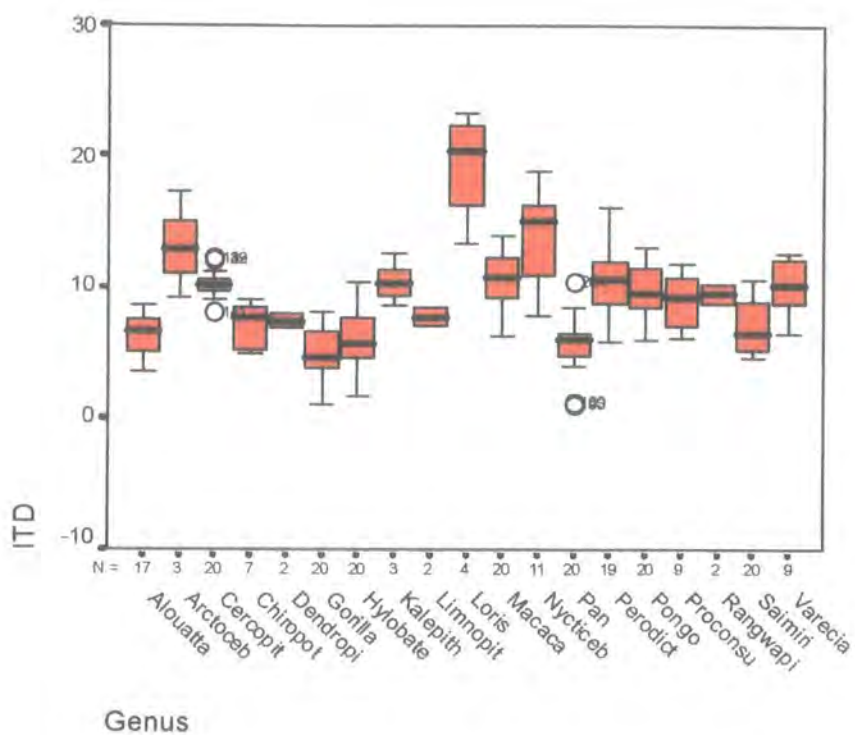 30
20
10
0
-10
ITD
N = 17 3 20 7 2 20 20 3 2 4 20 11 20 19 20 9 2 20 9
Alouatta
Arctoceb
Cercopit
Chiropot
Dendropi
Gorilla
Hylobate
Kalepith
Limnopit
Loris
Macaca
Nycticeb
Pan
Perodict
Pongo
Proconsu
Rangwapi
Saimiri
Varecia
Genus